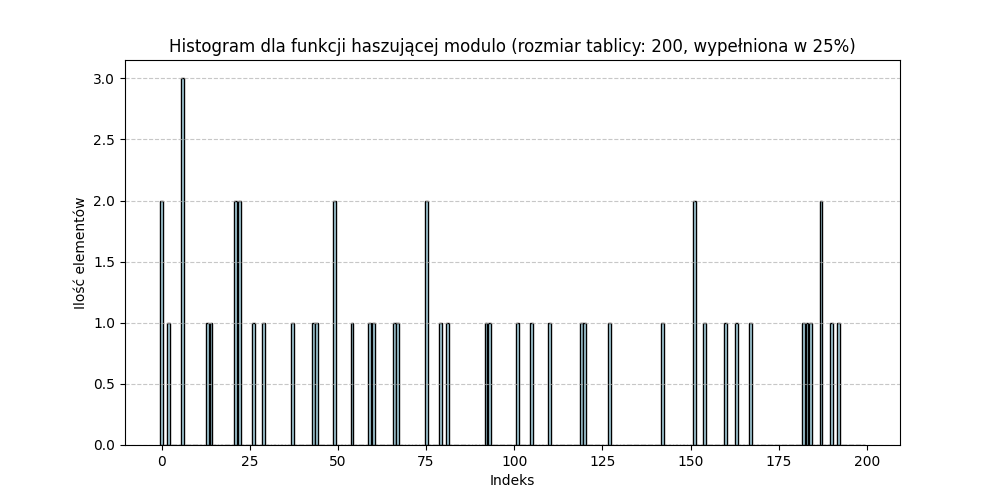 Histogram dla funkcji haszującej modulo (rozmiar tablicy: 200, wypełniona w 25%)
3.0
2.5
2.0
1.5
1.0
0.5
0.0
Ilość elementów
0 25 50 75 100 125 150 175 200
Indeks